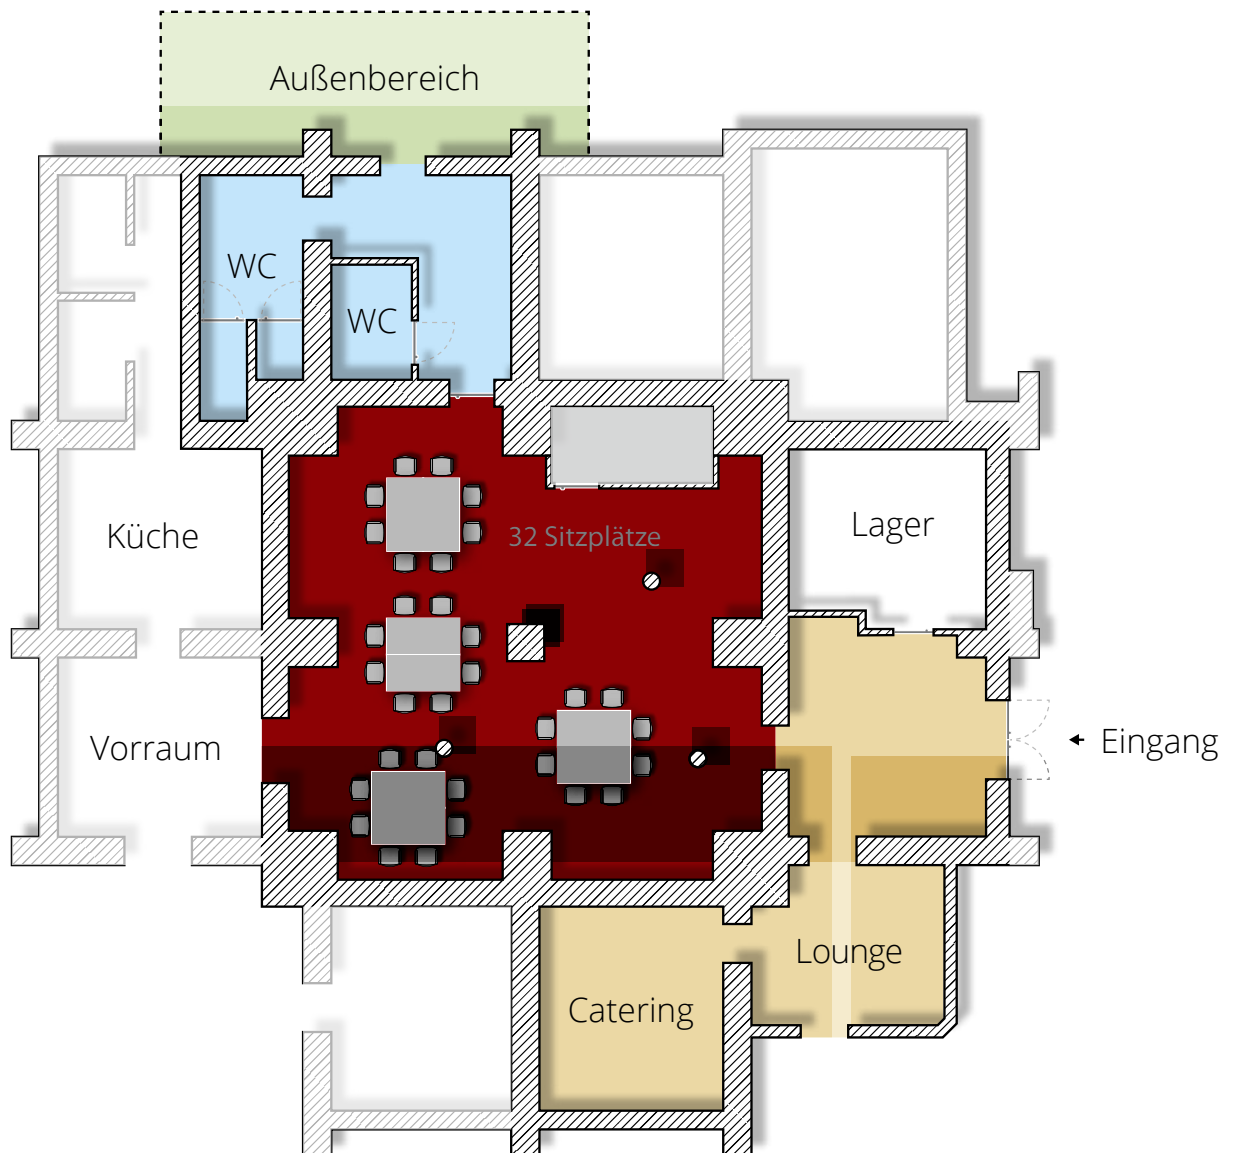 Außenbereich
WC
WC
32 Sitzplätze
Lager
Küche
Vorraum
Eingang
Lounge
Catering